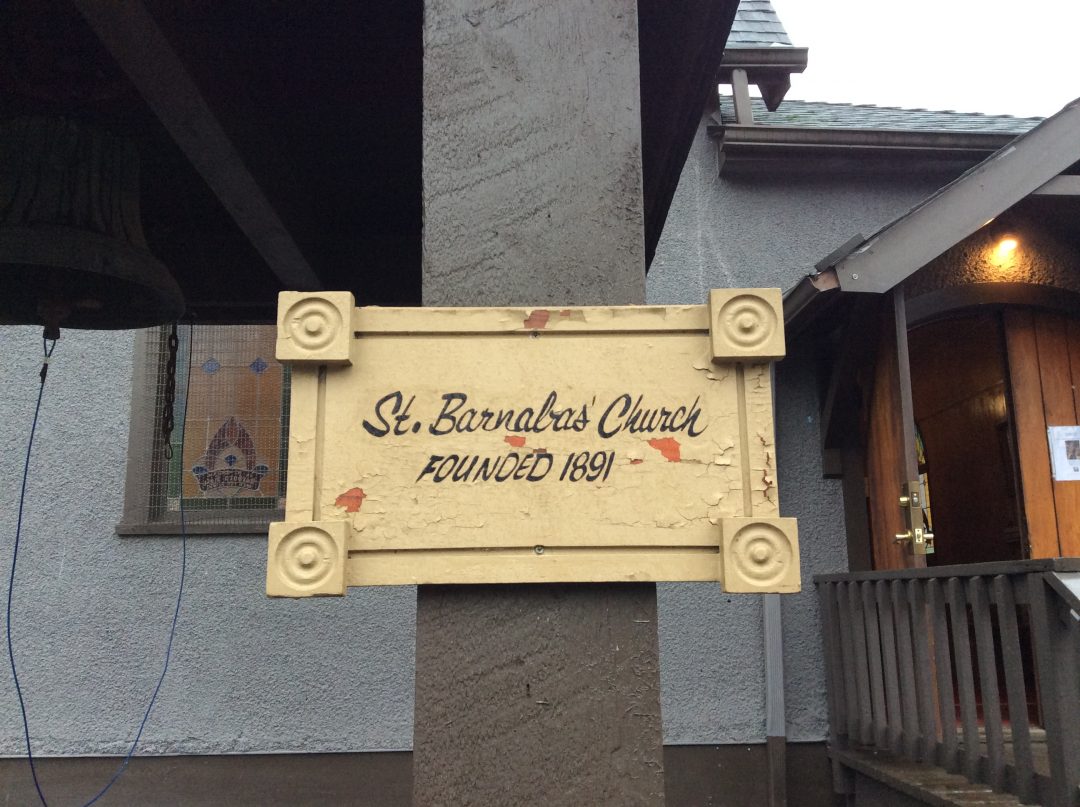 St. Barnabas' Church
FOUNDED 1891